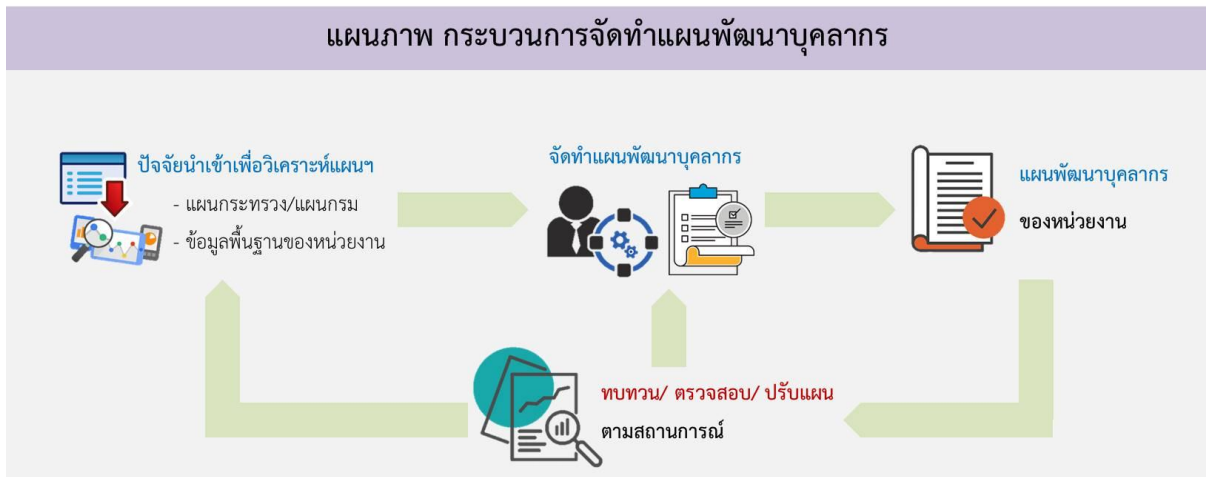 แผนภาพ กระบวนการจัดทำแผนพัฒนาบุคลากร
ปัจจัยนำเข้าเพื่อวิเคราะห์แผนฯ
- แผนกระทรวง/แผนกรม
- ข้อมูลพื้นฐานของหน่วยงาน
จัดทำแผนพัฒนาบุคลากร
แผนพัฒนาบุคลากร
ของหน่วยงาน
ทบทวน/ ตรวจสอบ/ ปรับแผน
ตามสถานการณ์